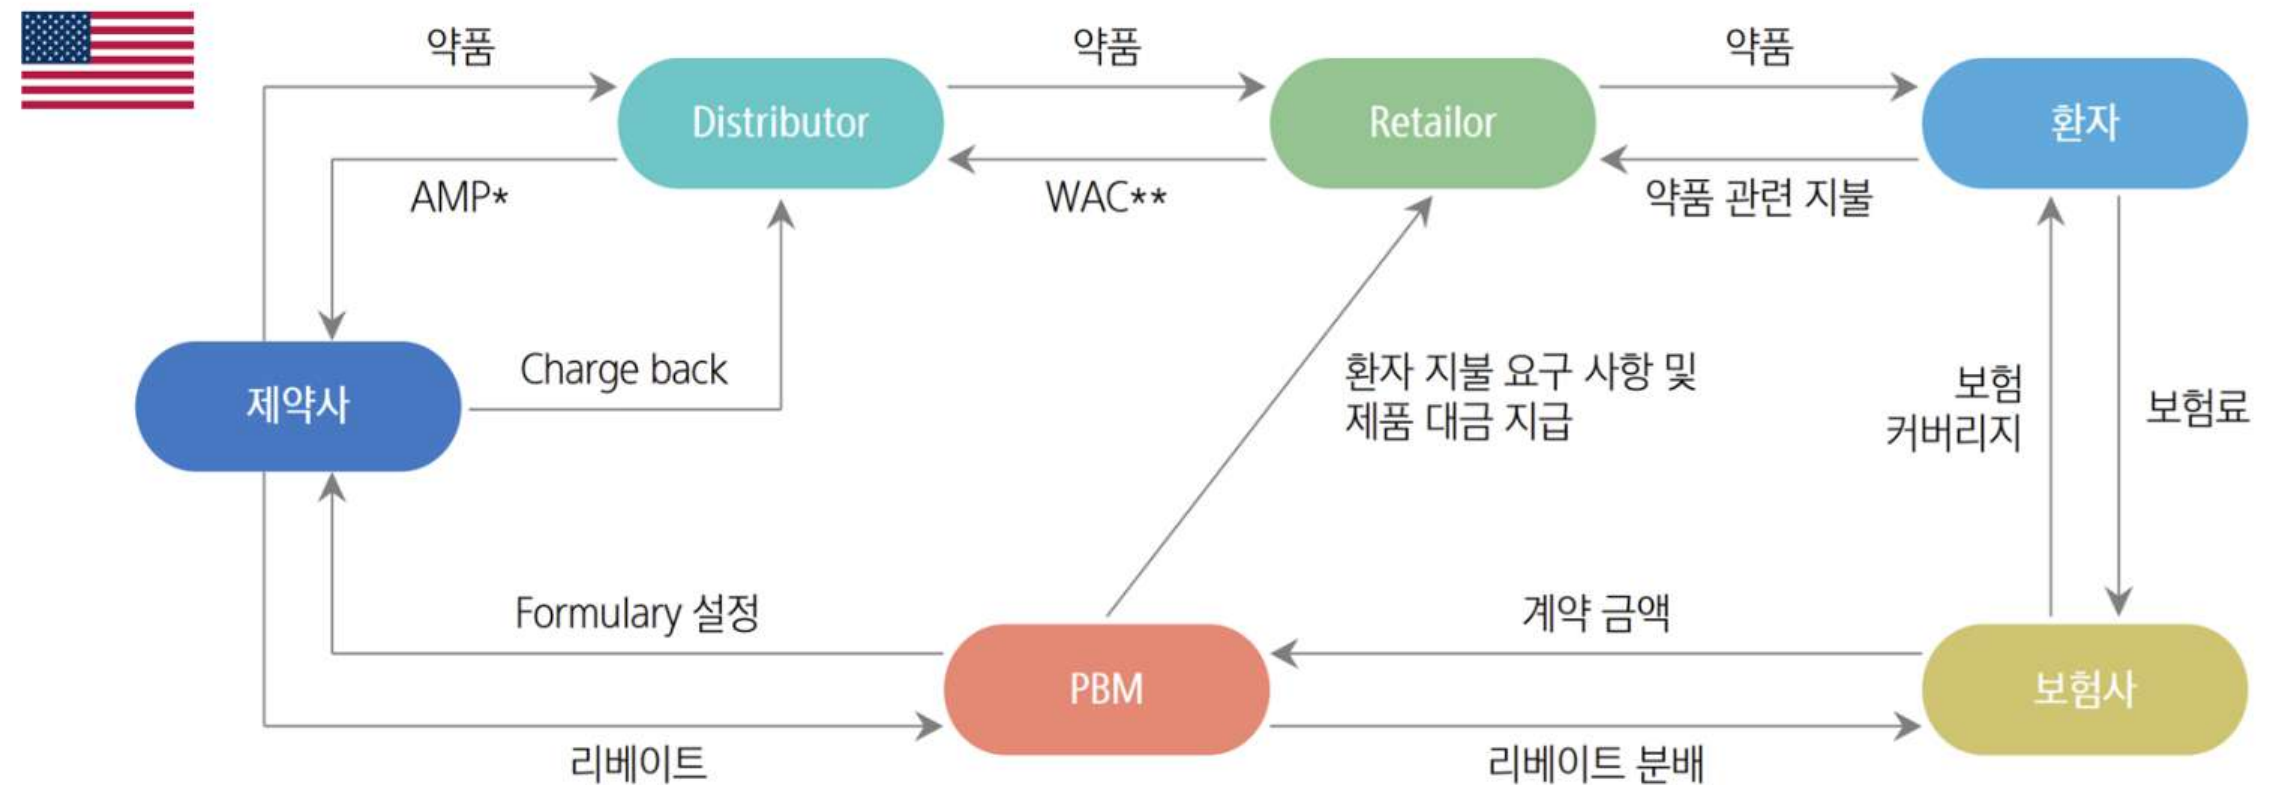 약품
약품
약품
Distributor
Retailor
환자
AMP*
WAC**
약품 관련 지불
제약사
Charge back
환자 지불 요구 사항 및
제품 대금 지급
보험
커버리지
보험료
Formulary 설정
계약 금액
PBM
보험사
리베이트
리베이트 분배